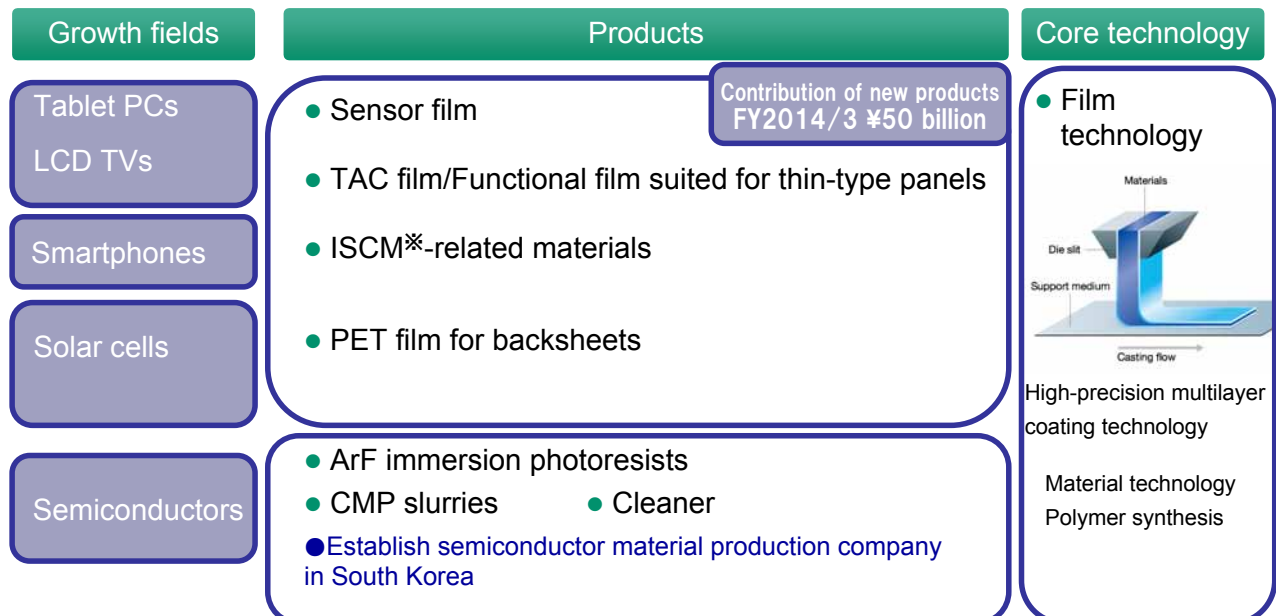 Growth fields
Products
Core technology
Tablet PCs
LCD TVs
Smartphones
Solar cells
Semiconductors
Contribution of new products
FY2014/3 ¥50 billion
● Sensor film
● TAC film/Functional film suited for thin-type panels
● ISCM※-related materials
● PET film for backsheets
● ArF immersion photoresists
● CMP slurries
● Cleaner
●Establish semiconductor material production company
in South Korea
● Film
technology
Materials
Die slit
Support medium
Casting flow
High-precision multilayer
coating technology
Material technology
Polymer synthesis